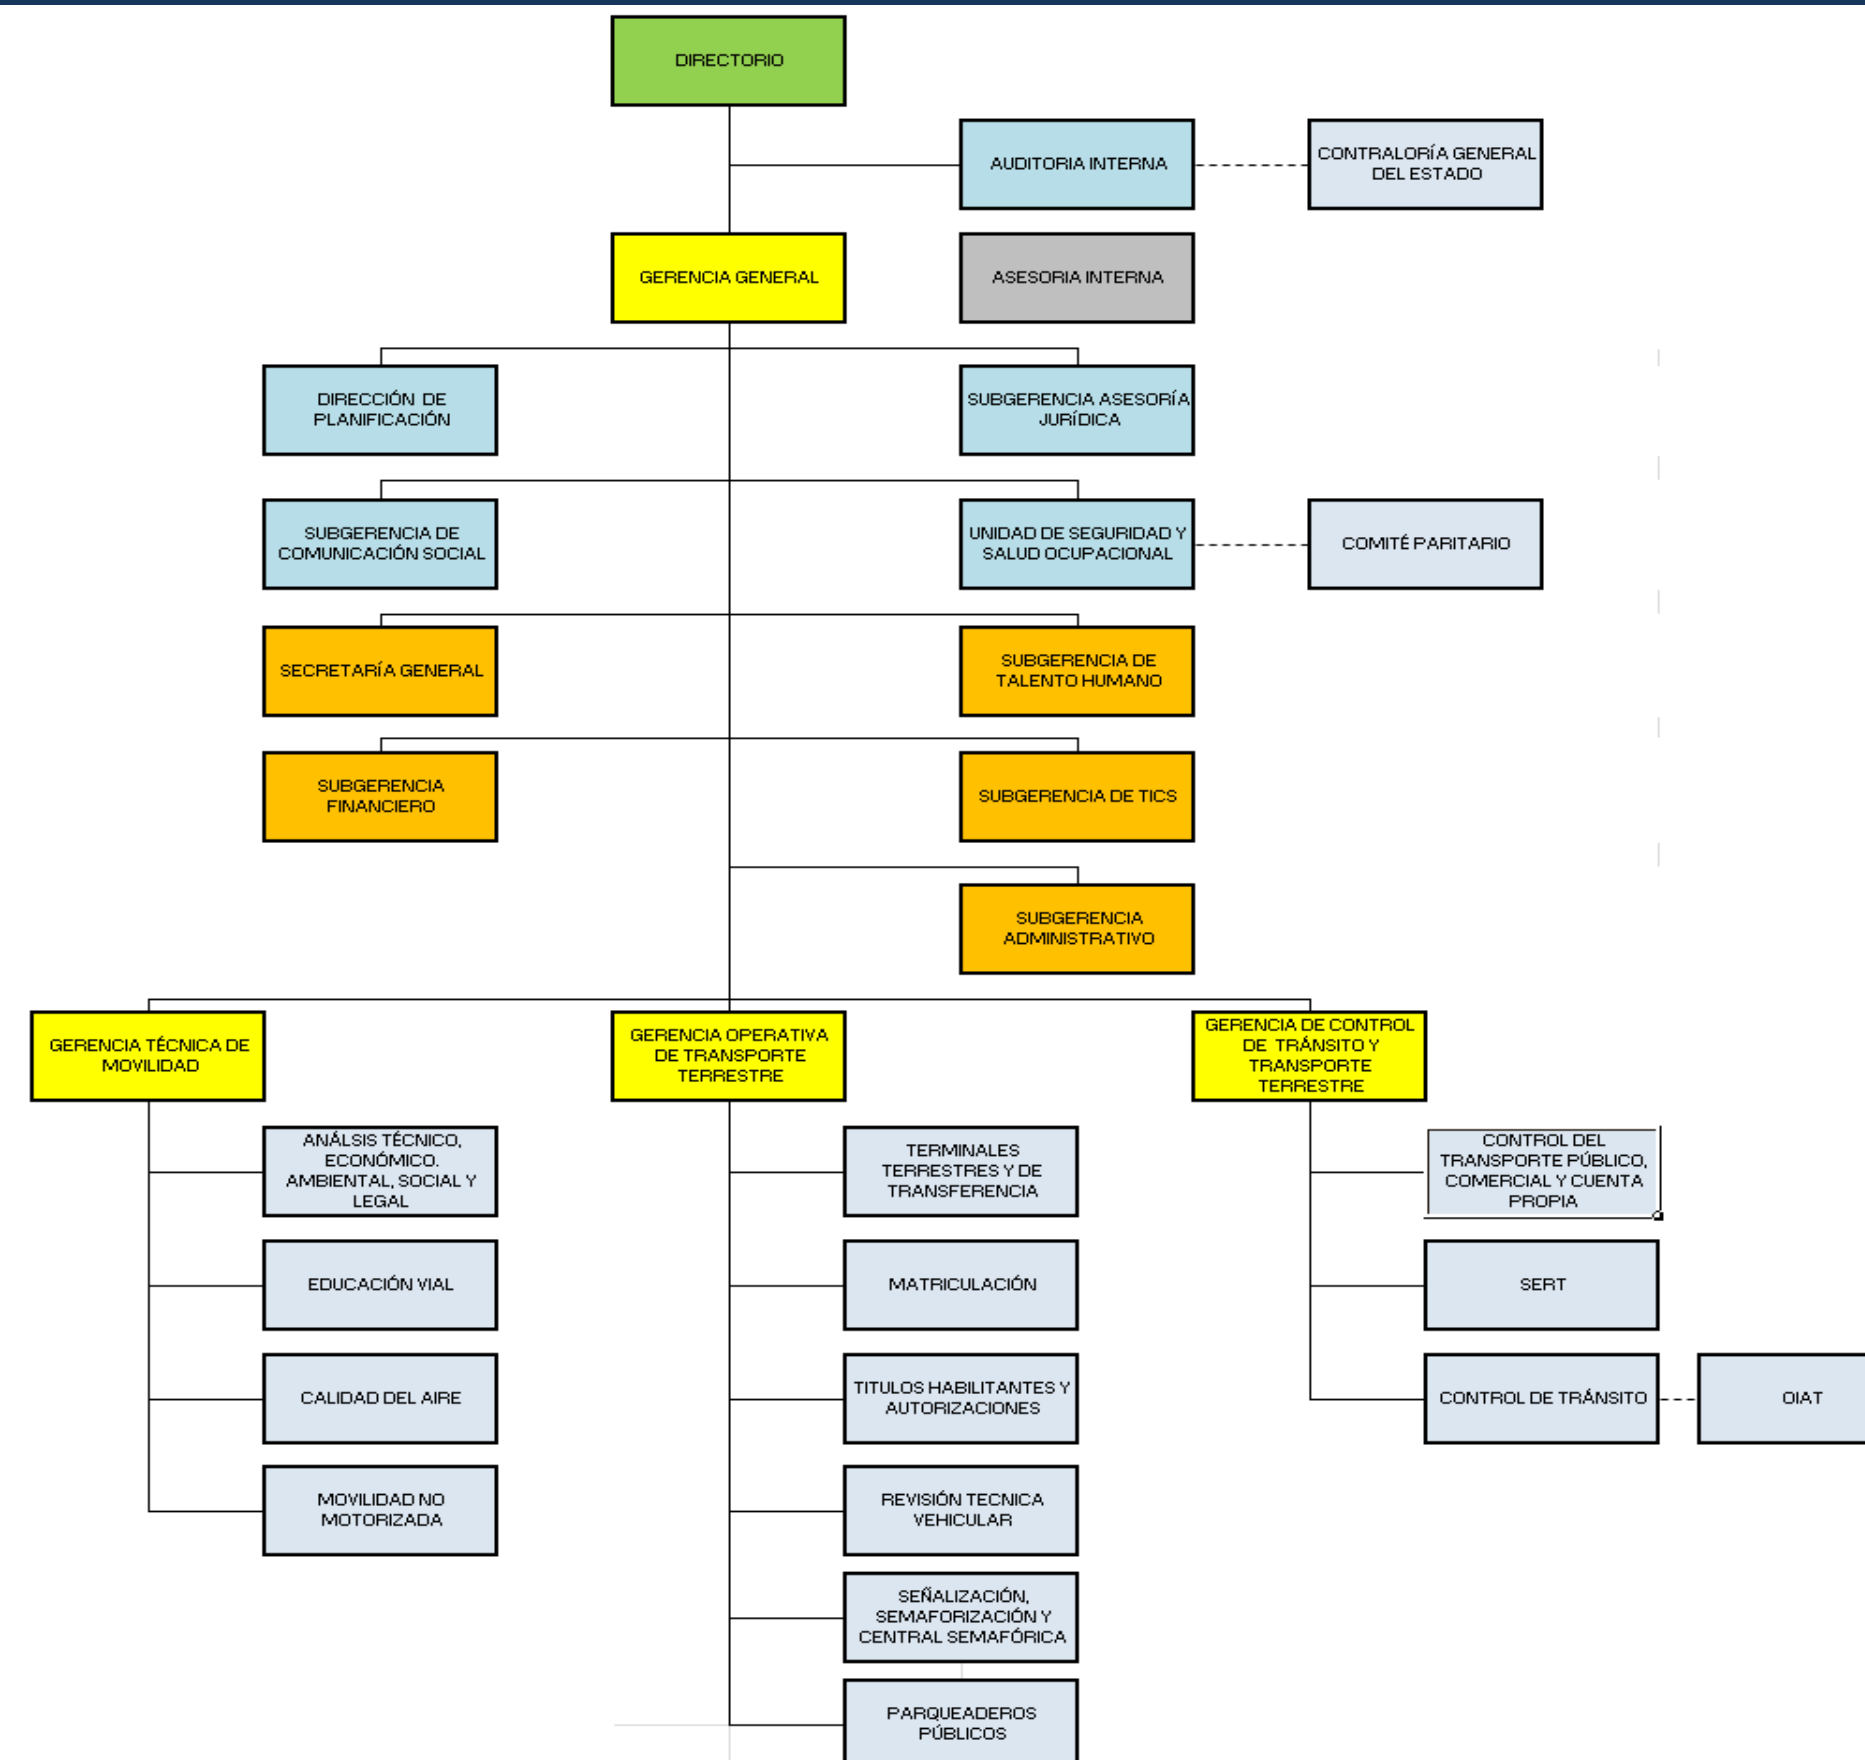 DIRECTORIO
AUDITORIA INTERNA
CONTRALORÍA GENERAL
DEL ESTADO
GERENCIA GENERAL
ASESORIA INTERNA
DIRECCIÓN DE
PLANIFICACIÓN
SUBGERENCIA ASESORÍA
JURÍDICA
SUBGERENCIA DE
COMUNICACIÓN SOCIAL
UNIDAD DE SEGURIDAD Y
SALUD OCUPACIONAL
COMITÉ PARITARIO
SECRETARÍA GENERAL
SUBGERENCIA DE
TALENTO HUMANO
SUBGERENCIA
FINANCIERO
SUBGERENCIA DE TICS
SUBGERENCIA
ADMINISTRATIVO
GERENCIA TÉCNICA DE
MOVILIDAD
GERENCIA OPERATIVA
DE TRANSPORTE
TERRESTRE
GERENCIA DE CONTROL
DE TRÁNSITO Y
TRANSPORTE
TERRESTRE
ANÁLSIS TÉCNICO,
ECONÓMICO.
AMBIENTAL, SOCIAL Y
LEGAL
TERMINALES
TERRESTRES Y DE
TRANSFERENCIA
CONTROL DEL
TRANSPORTE PÚBLICO,
COMERCIAL Y CUENTA
PROPIA
EDUCACIÓN VIAL
MATRICULACIÓN
SERT
CALIDAD DEL AIRE
TITULOS HABILITANTES Y
AUTORIZACIONES
CONTROL DE TRÁNSITO
OIAT
MOVILIDAD NO
MOTORIZADA
REVISIÓN TECNICA
VEHICULAR
SEÑALIZACIÓN,
SEMAFORIZACIÓN Y
CENTRAL SEMAFÓRICA
PARQUEADEROS
PÚBLICOS